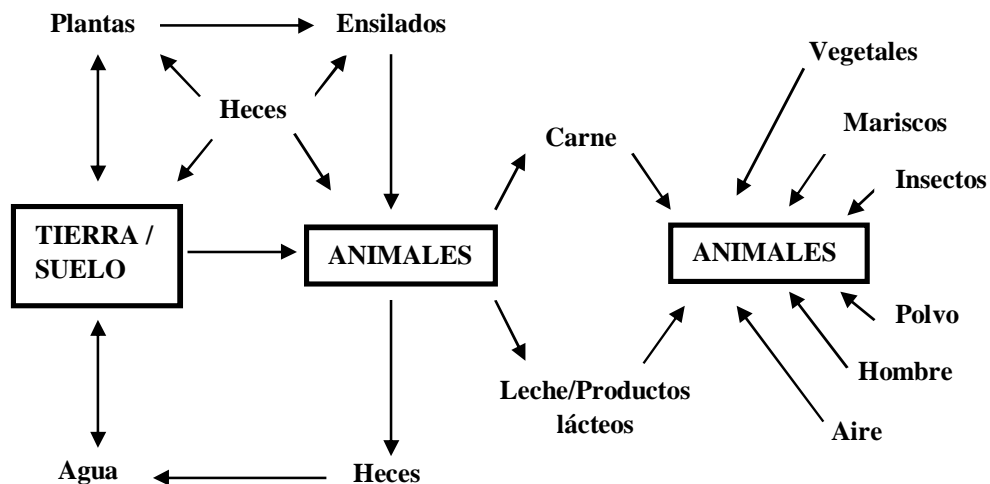 Plantas
Ensilados
Vegetales
Heces
Carne
Mariscos
Insectos
TIERRA /
SUELO
ANIMALES
ANIMALES
Polvo
Hombre
Leche/Productos
lácteos
Aire
Agua
Heces